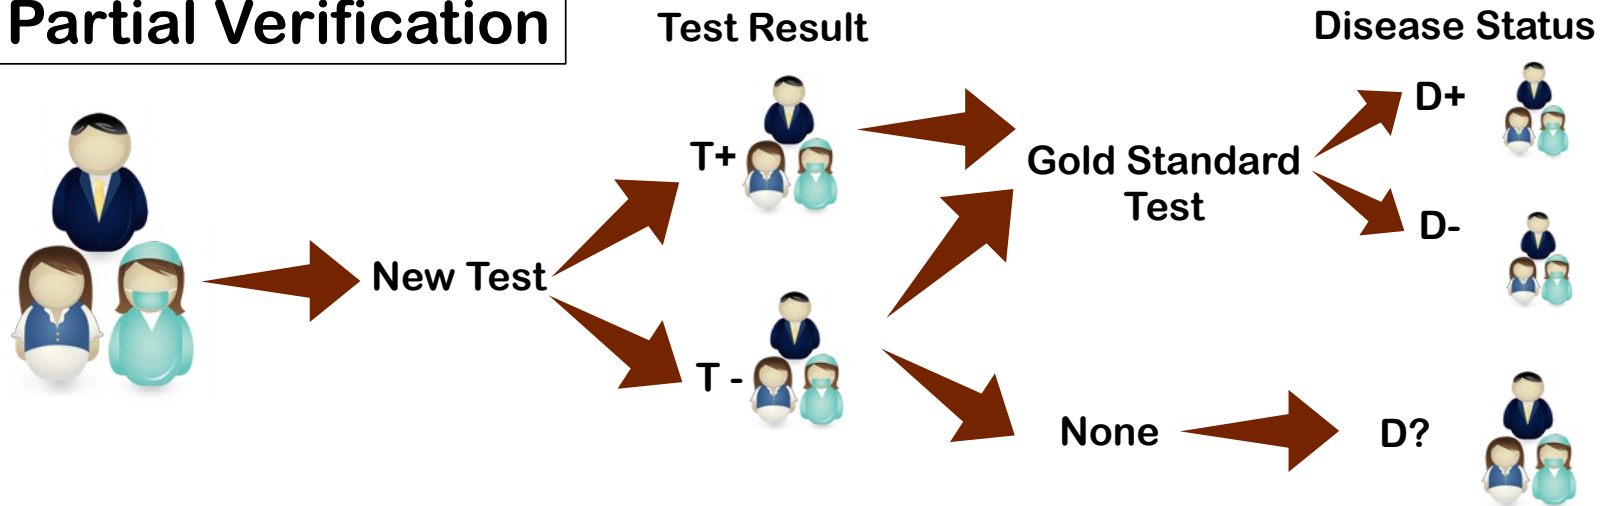 Partial Verification
Test Result
Disease Status
T+
D+
Gold Standard
Test
D-
New Test
T -
None
D?